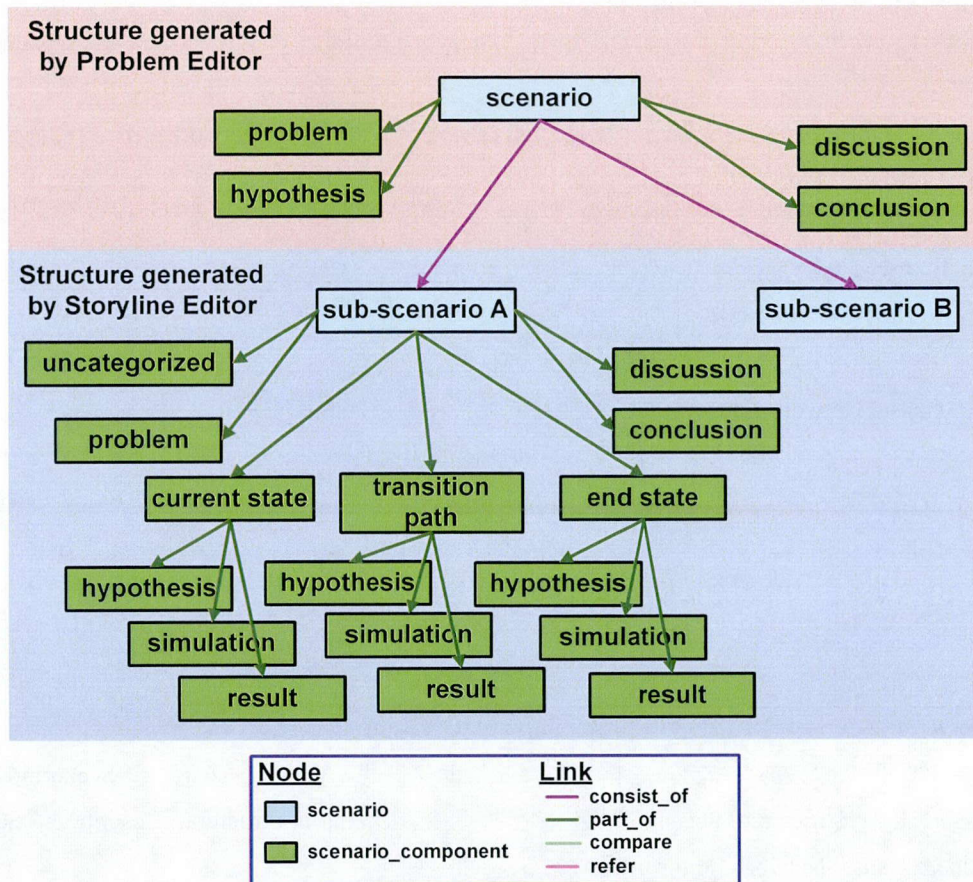 Structure generated
by Problem Editor
scenario
problem
discussion
hypothesis
conclusion
Structure generated
by Storyline Editor
sub-scenario A
sub-scenario B
uncategorized
discussion
problem
conclusion
current state
transition
path
end state
hypothesis
hypothesis
hypothesis
simulation
simulation
simulation
result
result
result
Node
Link
scenario
consist_of
part_of
scenario_component
compare
refer